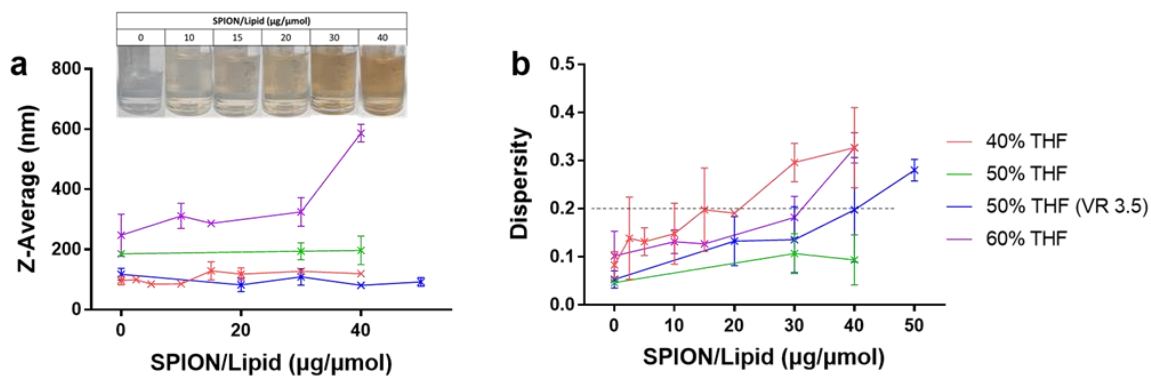 SPION/Lipid (µg/µmol)
0 10 15 20 30 40
a
800
600
400
200
0
Z-Average (nm)
0 20 40
SPION/Lipid (µg/µmol)
b
0.5
0.4
0.3
0.2
0.1
0.0
Dispersity
0 10 20 30 40 50
SPION/Lipid (µg/µmol)
40% THF
50% THF
50% THF (VR 3.5)
60% THF